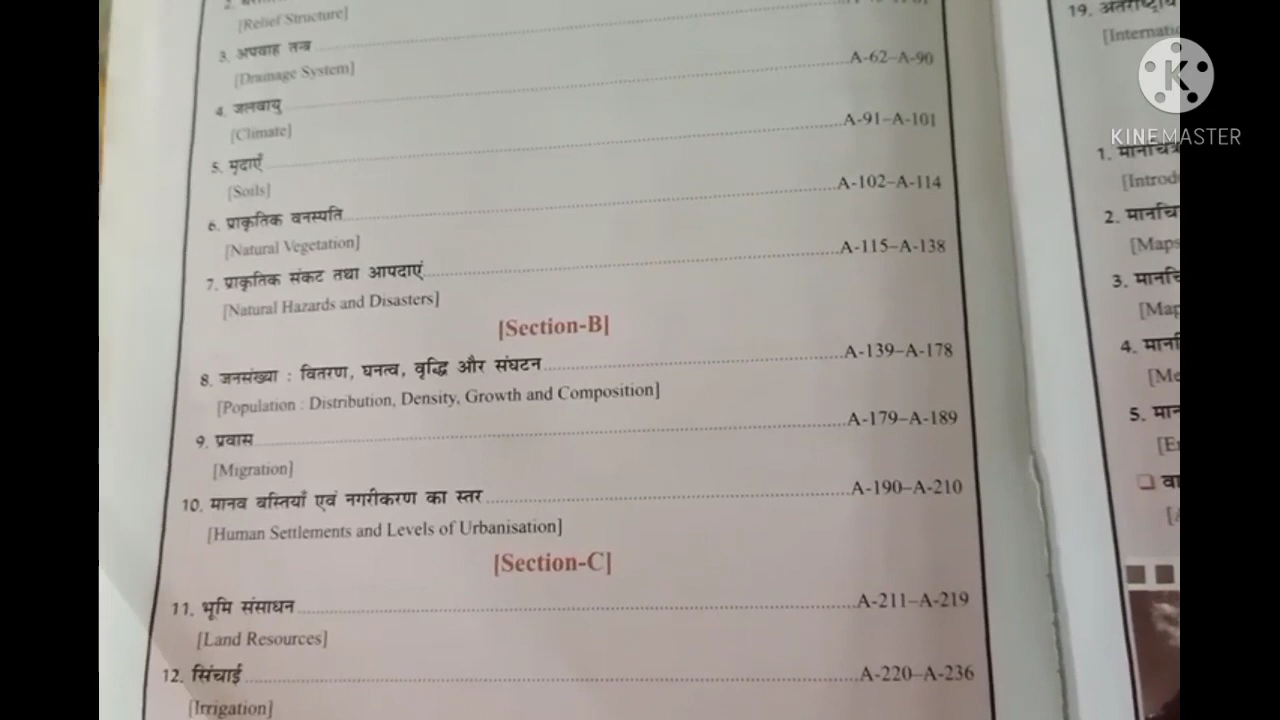 [Relief Structure]
3. अपवाह तन्त्र
[Drainage System]
A-62–A-90
4. जलवायु
[Climate]
A-91–A-101
5. मृदाएँ
[Soils]
A-102–A-114
6. प्राकृतिक वनस्पति
[Natural Vegetation]
A-115–A-138
7. प्राकृतिक संकट तथा आपदाएं
[Natural Hazards and Disasters]
[Section-B]
8. जनसंख्या : वितरण, घनत्व, वृद्धि और संघटन
A-139–A-178
[Population : Distribution, Density, Growth and Composition]
9. प्रवास
A-179–A-189
[Migration]
10. मानव बस्तियाँ एवं नगरीकरण का स्तर
A-190–A-210
[Human Settlements and Levels of Urbanisation]
[Section-C]
11. भूमि संसाधन
A-211–A-219
[Land Resources]
12. सिंचाई
A-220–A-236
[Irrigation]
19. अंतर्राष्ट्रीय
KINEMASTER
1. मानचित्र
2.
[Maps
3.
4.
5.